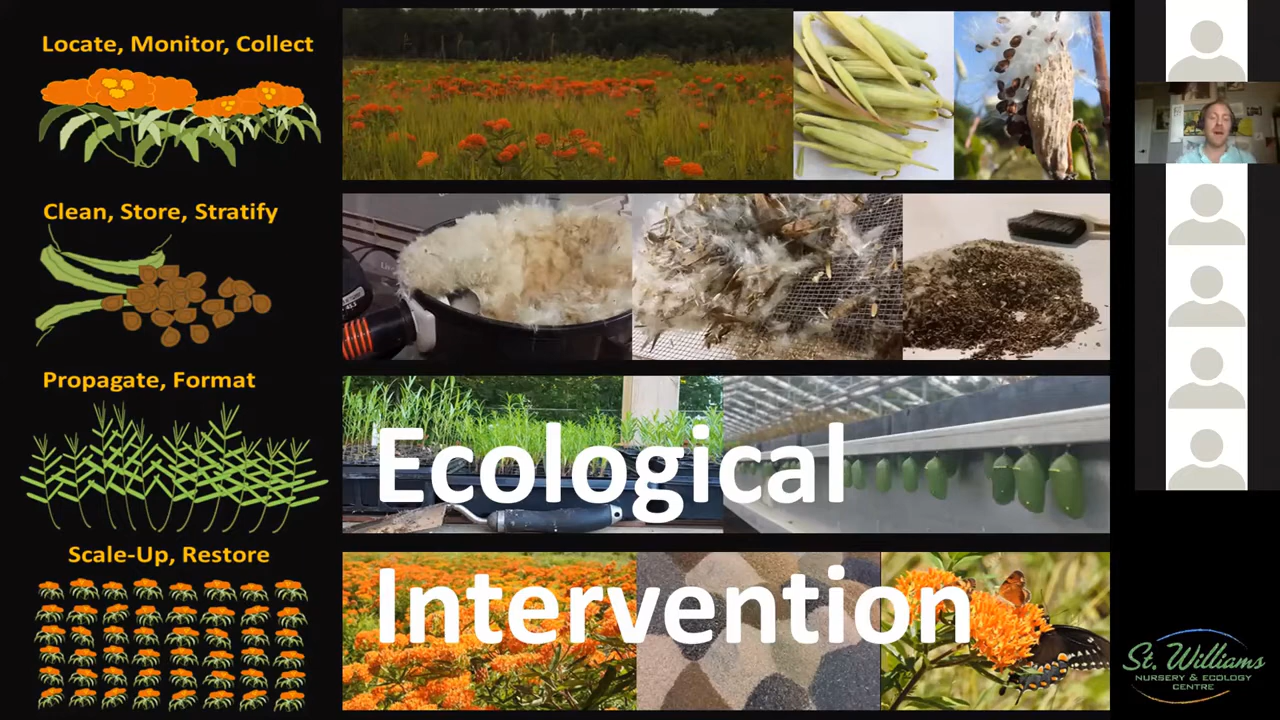 Locate, Monitor, Collect
Clean, Store, Stratify
Propagate, Format
Scale-Up, Restore
Ecological
Intervention
St. Williams
NURSERY & ECOLOGY
CENTRE